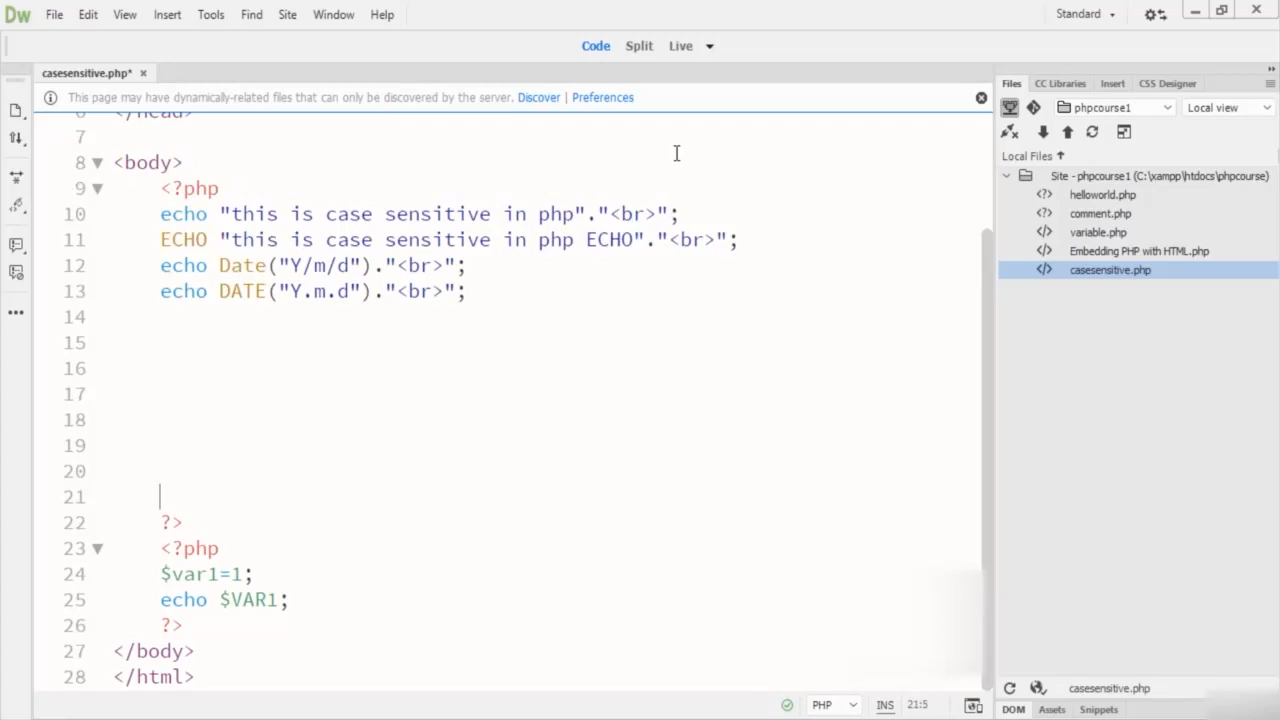 Dw File Edit View Insert Tools Find Site Window Help Standard
Code Split Live
casesensitive.php*
This page may have dynamically-related files that can only be discovered by the server. Discover | Preferences
6 </head>
7
8 <body>
9 <?php
10 echo "this is case sensitive in php"."<br>";
11 ECHO "this is case sensitive in php ECHO"."<br>";
12 echo Date("Y/m/d")."<br>";
13 echo DATE("Y.m.d")."<br>";
14
15
16
17
18
19
20
21
22 ?>
23 <?php
24 $var1=1;
25 echo $VAR1;
26 ?>
27 </body>
28 </html>
PHP INS 21:5
Files CC Libraries Insert CSS Designer
phpcourse1 Local view
Local Files
Site - phpcourse1 (C:\xampp\htdocs\phpcourse)
helloworld.php
comment.php
variable.php
Embedding PHP with HTML.php
casesensitive.php
casesensitive.php
DOM Assets Snippets